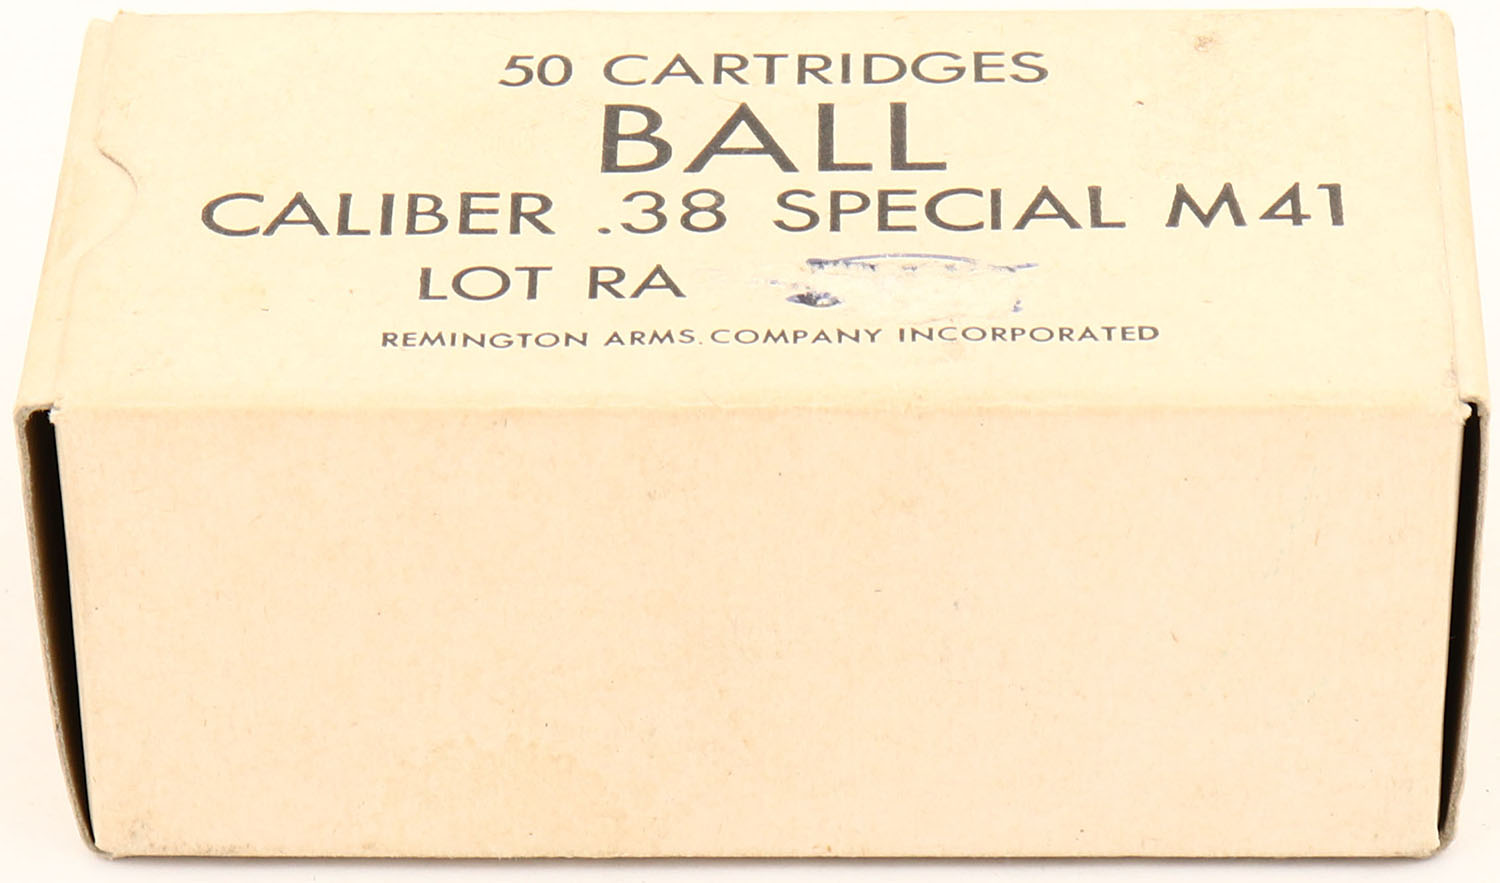 50 CARTRIDGES
BALL
CALIBER .38 SPECIAL M41
LOT RA
REMINGTON ARMS. COMPANY INCORPORATED